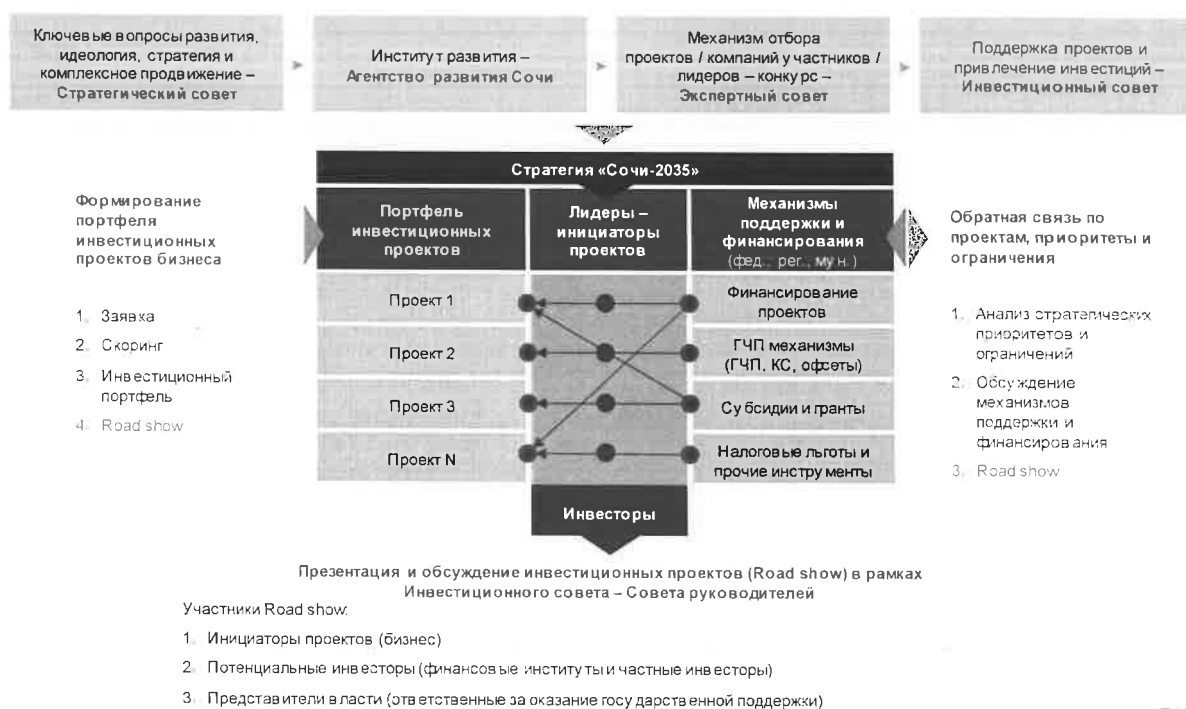 Ключевые вопросы развития,
идеология, стратегия и
комплексное продвижение –
Стратегический совет
Институт развития –
Агентство развития Сочи
Механизм отбора
проектов / компаний участников /
лидеров – конкурс –
Экспертный совет
Поддержка проектов и
привлечение инвестиций –
Инвестиционный совет
Стратегия «Сочи-2035»
Формирование
портфеля
инвестиционных
проектов бизнеса
1. Заявка
2. Скоринг
3. Инвестиционный
портфель
4. Road show
Портфель
инвестиционных
проектов
Лидеры –
инициаторы
проектов
Механизмы
поддержки и
финансирования
(фед., рег., мун.)
Проект 1
Финансирование
проектов
Проект 2
ГЧП механизмы
(ГЧП, КС, офсеты)
Проект 3
Субсидии и гранты
Проект N
Налоговые льготы и
прочие инструменты
Инвесторы
Обратная связь по
проектам, приоритеты и
ограничения
1. Анализ стратегических
приоритетов и
ограничений
2. Обсуждение
механизмов
поддержки и
финансирования
3. Road show
Презентация и обсуждение инвестиционных проектов (Road show) в рамках
Инвестиционного совета – Совета руководителей
Участники Road show:
1. Инициаторы проектов (бизнес)
2. Потенциальные инвесторы (финансовые институты и частные инвесторы)
3. Представители власти (ответственные за оказание государственной поддержки)